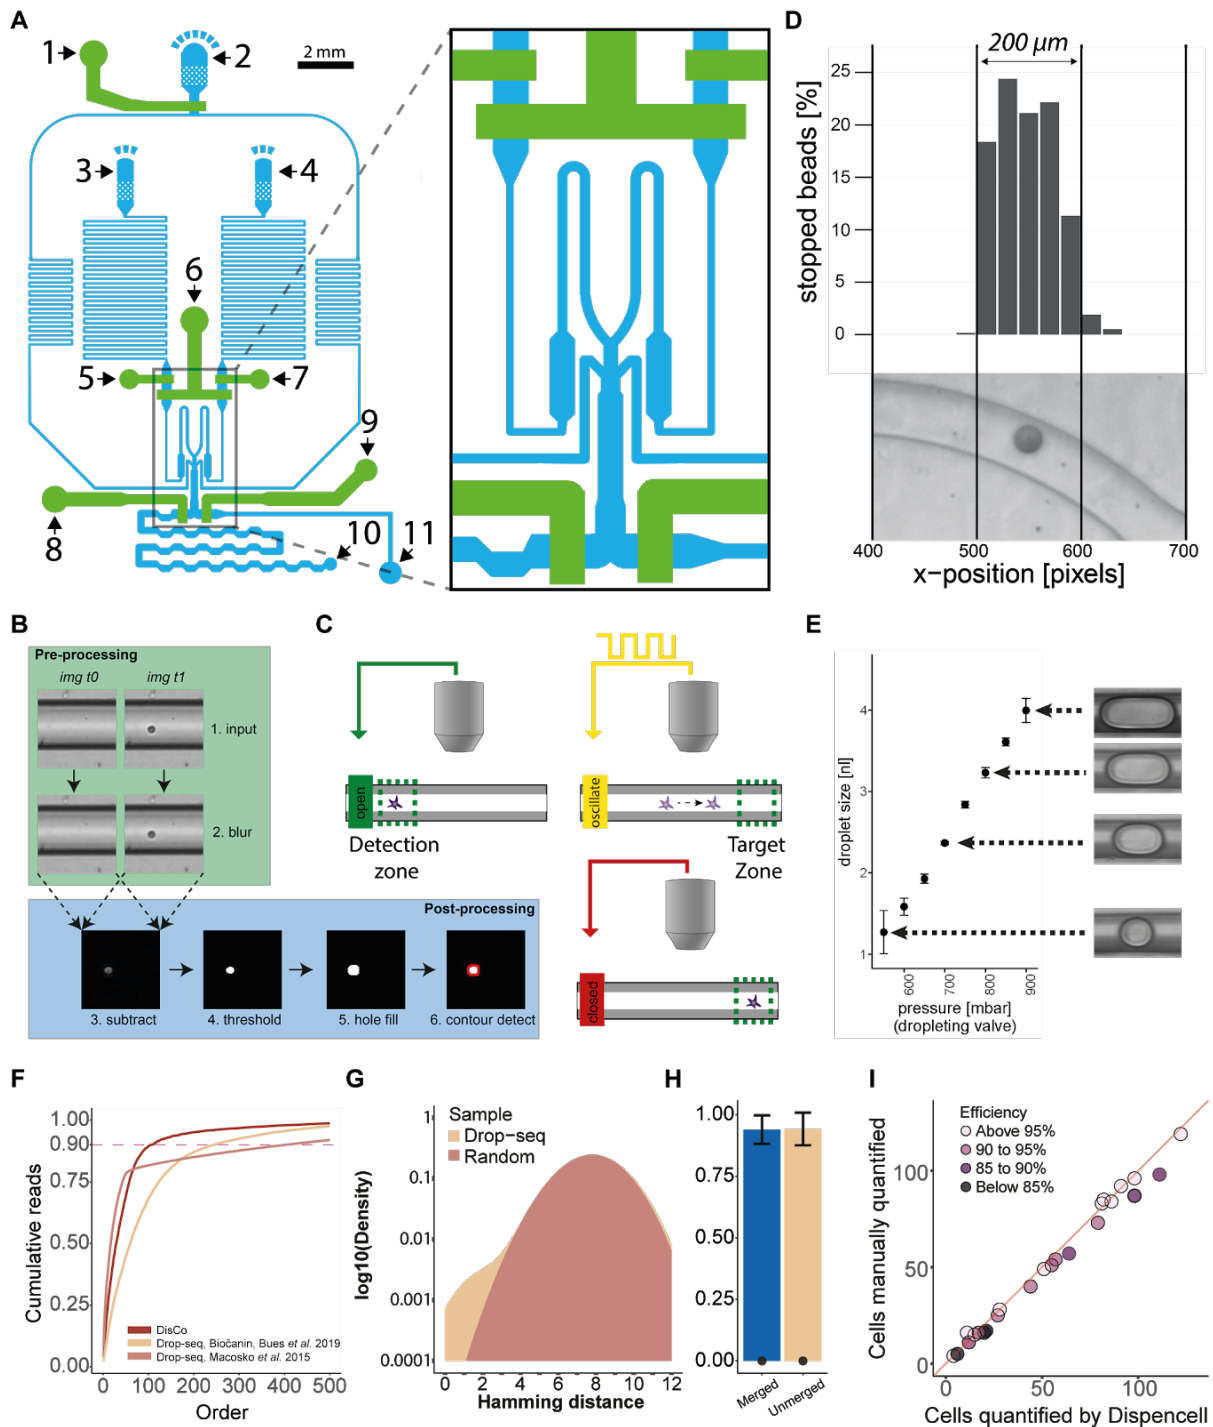 A
1
2
2 mm
3
4
6
5
7
9
8
10
11
D
200 µm
stopped beads [%]
25
20
15
10
5
0
400
500
600
700
x-position [pixels]
B
Pre-processing
img t0
img t1
1. input
2. blur
Post-processing
3. subtract
4. threshold
5. hole fill
6. contour detect
C
open
Detection
zone
oscillate
Target
Zone
closed
E
droplet size [nl]
4
3
2
1
600
700
800
900
pressure [mbar]
(dropleting valve)
F
Cumulative reads
1.00
0.90
0.75
0.50
0.25
0.00
DisCo
Drop-seq, Biočanin, Bues et al. 2019
Drop-seq, Macosko et al. 2015
0
100
200
300
400
500
Order
G
log10(Density)
1
0.1
0.01
0.001
0.0001
Sample
Drop-seq
Random
0
2
4
6
8
10
12
Hamming distance
H
1.00
0.75
0.50
0.25
0.00
Merged
Unmerged
I
Cells manually quantified
Efficiency
Above 95%
90 to 95%
85 to 90%
Below 85%
100
50
0
0
50
100
Cells quantified by Dispencell